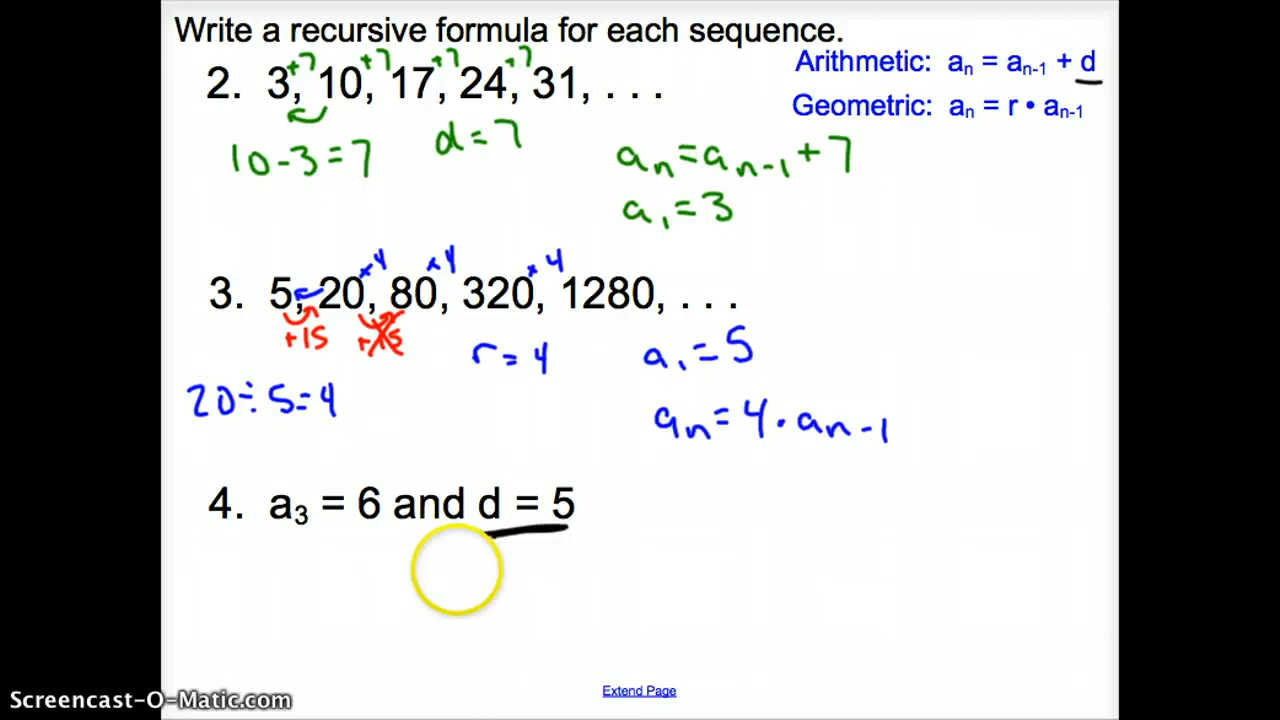 Write a recursive formula for each sequence.
Arithmetic: aₙ = aₙ₋₁ + d
Geometric: aₙ = r • aₙ₋₁
+7 +7 +7 +7
2. 3, 10, 17, 24, 31, . . .
10-3=7
d=7
aₙ=aₙ₋₁+7
a₁=3
×4 ×4 ×4
3. 5, 20, 80, 320, 1280, . . .
+15 +15
20÷5=4
r=4
a₁=5
aₙ=4·aₙ₋₁
4. a₃ = 6 and d = 5
Extend Page
Screencast-O-Matic.com